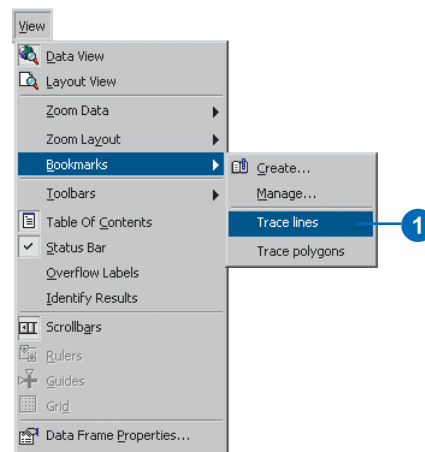 View
Data View
Layout View
Zoom Data
Zoom Layout
Bookmarks
Create...
Manage...
Toolbars
Trace lines
1
Table Of Contents
Status Bar
Trace polygons
Overflow Labels
Identify Results
Scrollbars
Rulers
Guides
Grid
Data Frame Properties...